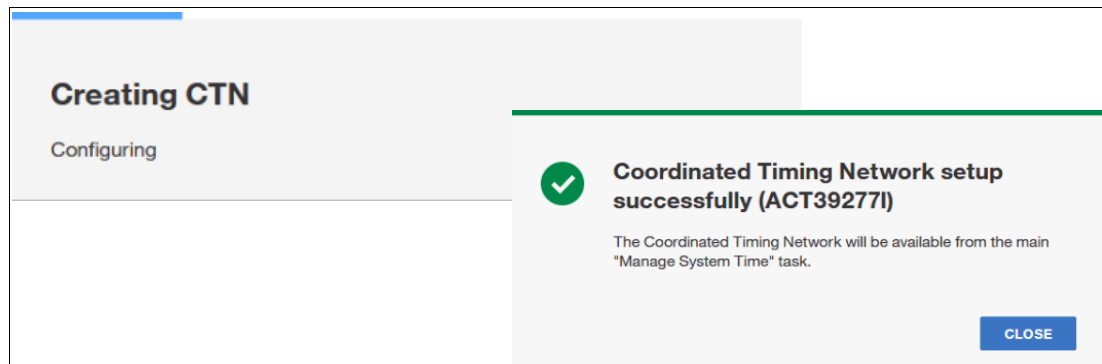 Creating CTN
Configuring
Coordinated Timing Network setup
successfully (ACT39277I)
The Coordinated Timing Network will be available from the main
"Manage System Time" task.
CLOSE